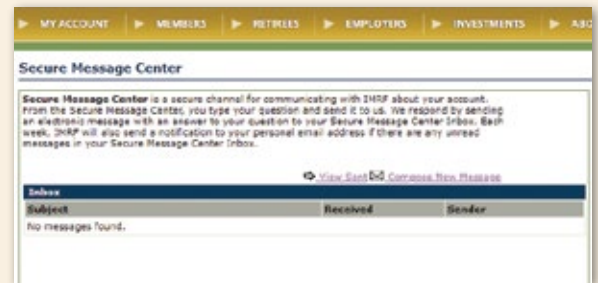 MY ACCOUNT MEMBERS RETIREES EMPLOYERS INVESTMENTS ABO
Secure Message Center
Secure Message Center is a secure channel for communicating with IMRF about your account.
From the Secure Message Center, you type your question and send it to us. We respond by sending
an electronic message with an answer to your question to your Secure Message Center Inbox. Each
week, IMRF will also send a notification to your personal email address if there are any unread
messages in your Secure Message Center Inbox.
View Sent Compose New Message
Inbox
Subject Received Sender
No messages found.